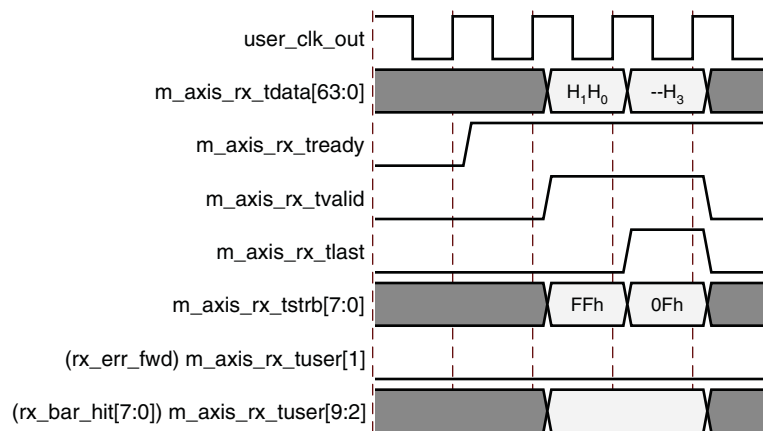 user_clk_out
m_axis_rx_tdata[63:0] H₁H₀ --H₃
m_axis_rx_tready
m_axis_rx_tvalid
m_axis_rx_tlast
m_axis_rx_tstrb[7:0] FFh 0Fh
(rx_err_fwd) m_axis_rx_tuser[1]
(rx_bar_hit[7:0]) m_axis_rx_tuser[9:2]